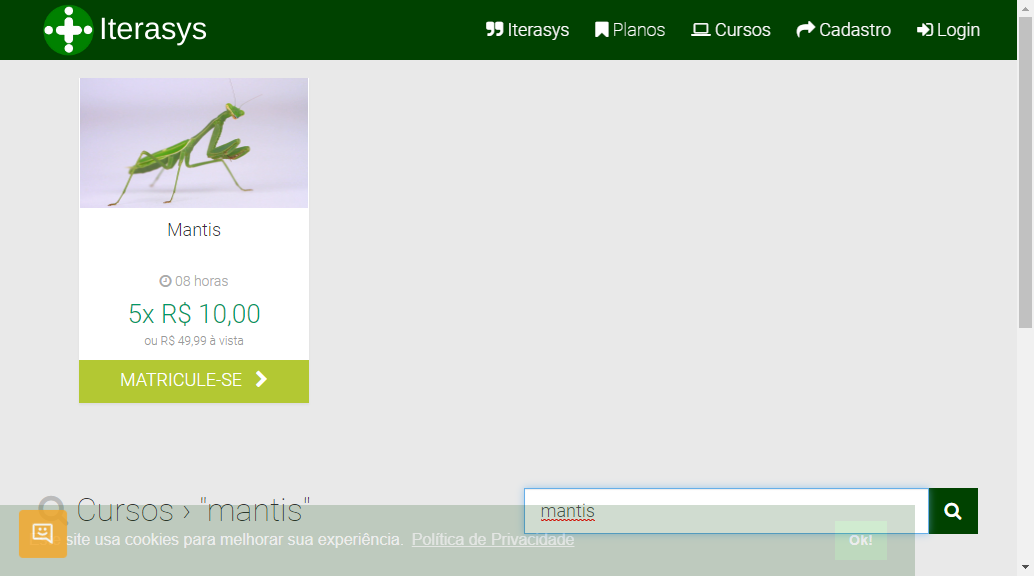 Iterasys
Iterasys Planos Cursos Cadastro Login
Mantis
08 horas
5x R$ 10,00
ou R$ 49,99 à vista
MATRICULE-SE
Cursos › "mantis"
mantis
site usa cookies para melhorar sua experiência. Política de Privacidade
Ok!